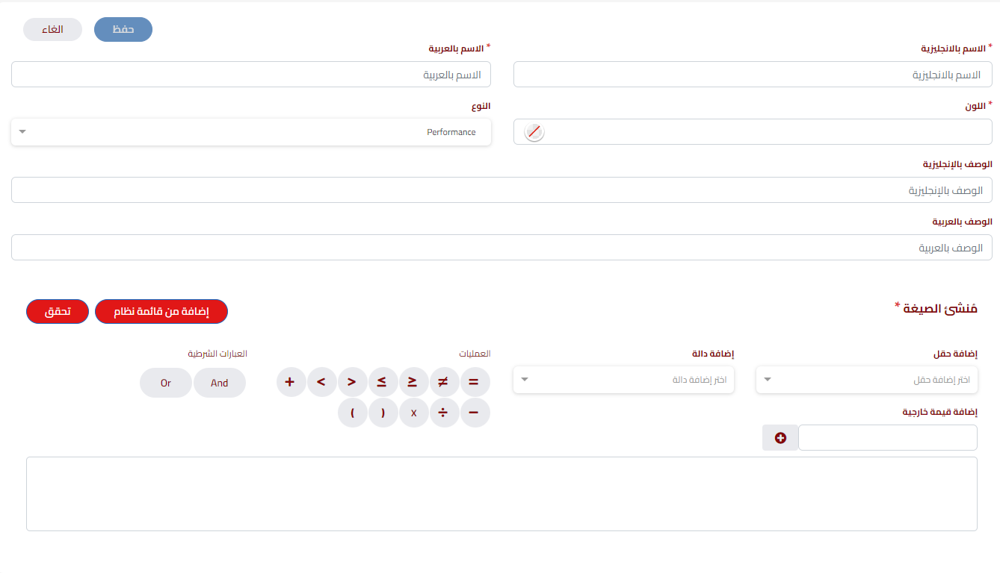 حفظ
الغاء
* الاسم بالانجليزية
الاسم بالانجليزية
* الاسم بالعربية
الاسم بالعربية
* اللون
النوع
Performance
الوصف بالإنجليزية
الوصف بالإنجليزية
الوصف بالعربية
الوصف بالعربية
مُنشئ الصيغة *
إضافة من قائمة نظام
تحقق
إضافة حقل
اختر إضافة حقل
إضافة دالة
اختر إضافة دالة
العمليات
= ≠ ≥ ≤ > < +
− ÷ x ) (
العبارات الشرطية
And
Or
إضافة قيمة خارجية